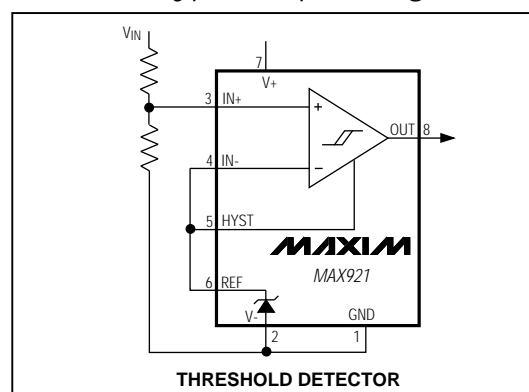 VIN
7
V+
3 IN+
+
OUT 8
4 IN-
−
5 HYST
MAXIM
MAX921
6 REF
V-
GND
2
1
THRESHOLD DETECTOR